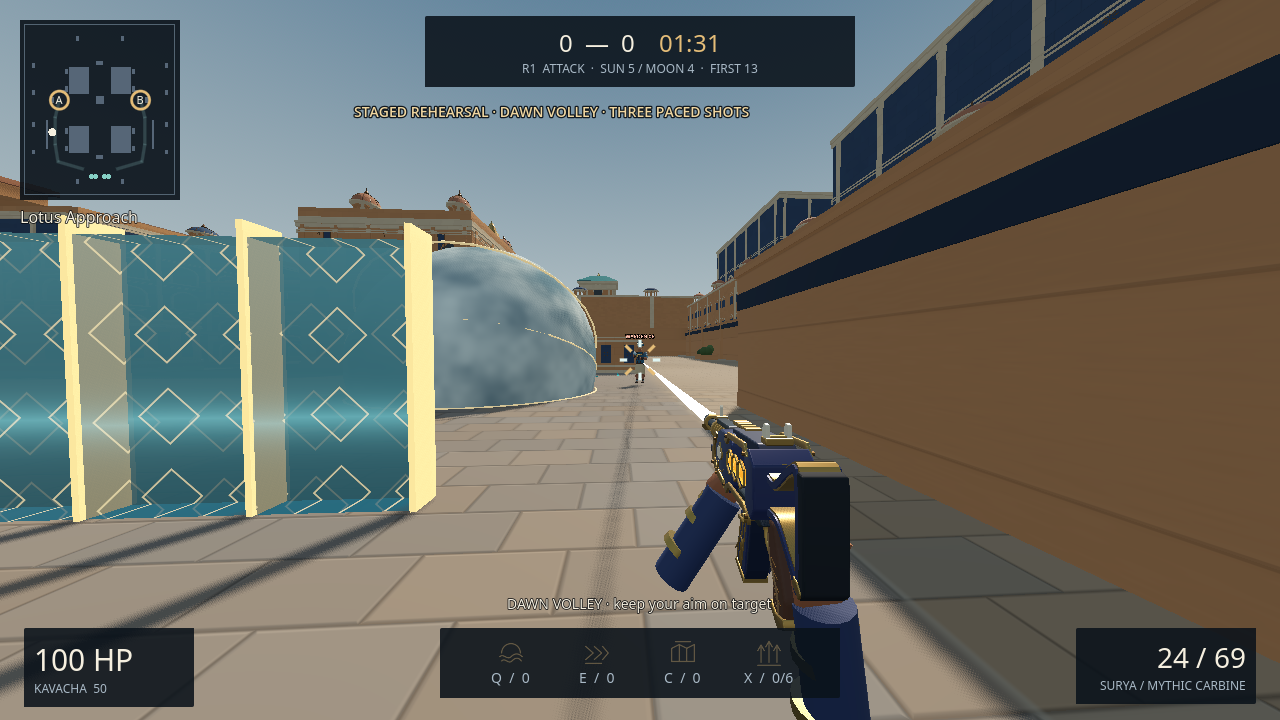 0 — 0 01:31
R1 ATTACK · SUN 5 / MOON 4 · FIRST 13
STAGED REHEARSAL · DAWN VOLLEY · THREE PACED SHOTS
A
B
Lotus Approach
DAWN VOLLEY · keep your aim on target
100 HP
KAVACHA 50
Q / 0
E / 0
C / 0
X / 0/6
24 / 69
SURYA / MYTHIC CARBINE